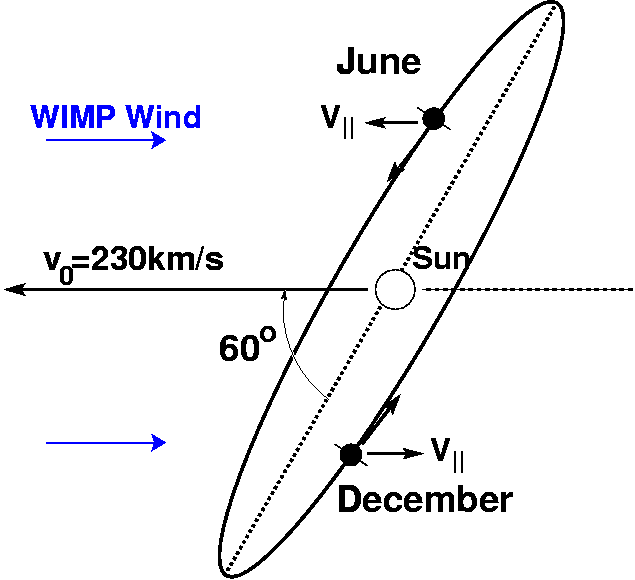 June
WIMP Wind
V||
v0=230km/s
Sun
60o
V||
December